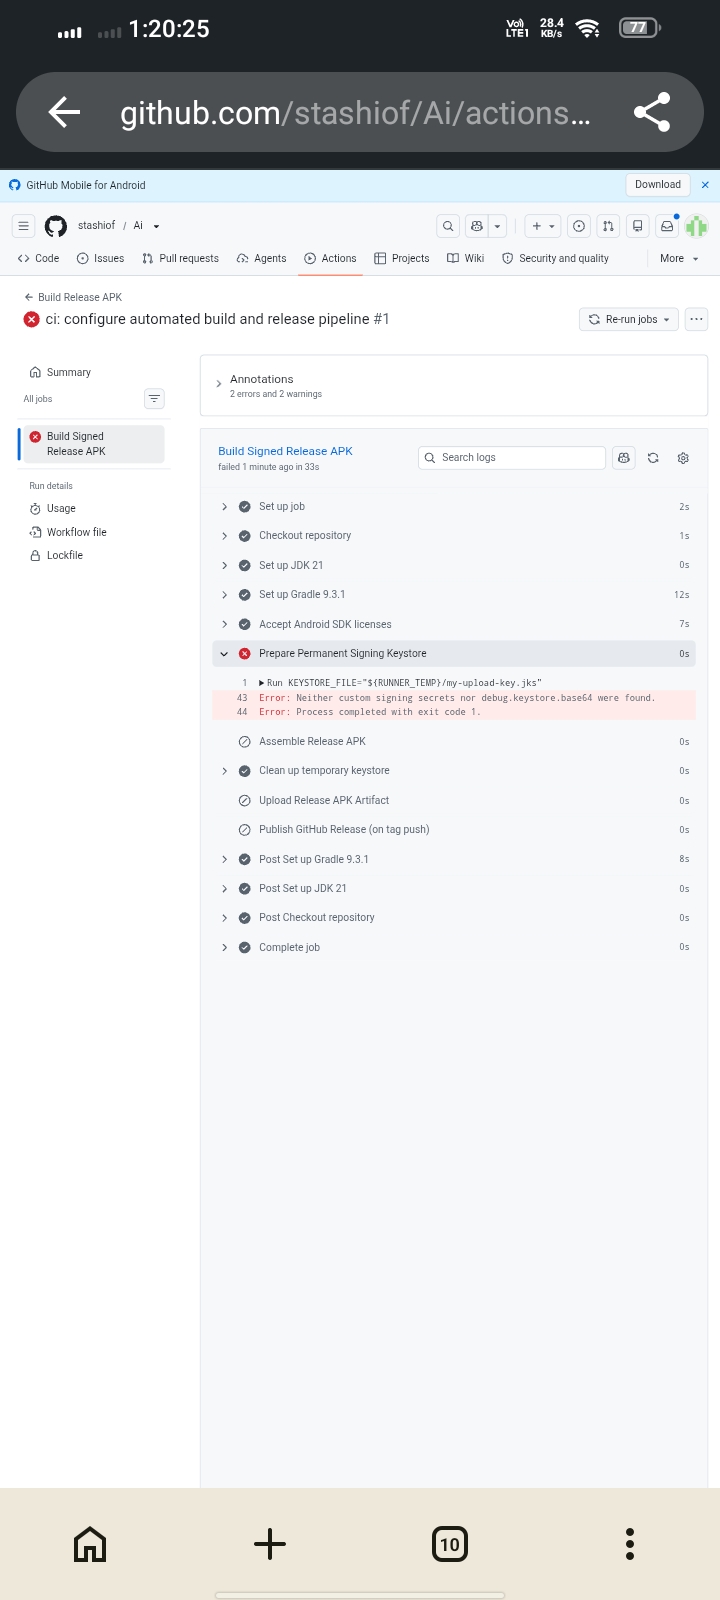 1:20:25
Vo)) LTE1
28.4 KB/s
77
github.com/stashiof/Ai/actions...
GitHub Mobile for Android
Download
stashiof / Ai
Code Issues Pull requests Agents Actions Projects Wiki Security and quality More
Build Release APK
ci: configure automated build and release pipeline #1
Re-run jobs
Summary
All jobs
Build Signed
Release APK
Run details
Usage
Workflow file
Lockfile
Annotations
2 errors and 2 warnings
Build Signed Release APK
failed 1 minute ago in 33s
Search logs
Set up job 2s
Checkout repository 1s
Set up JDK 21 0s
Set up Gradle 9.3.1 12s
Accept Android SDK licenses 7s
Prepare Permanent Signing Keystore 0s
1 Run KEYSTORE_FILE="${RUNNER_TEMP}/my-upload-key.jks"
43 Error: Neither custom signing secrets nor debug.keystore.base64 were found.
44 Error: Process completed with exit code 1.
Assemble Release APK 0s
Clean up temporary keystore 0s
Upload Release APK Artifact 0s
Publish GitHub Release (on tag push) 0s
Post Set up Gradle 9.3.1 8s
Post Set up JDK 21 0s
Post Checkout repository 0s
Complete job 0s
10